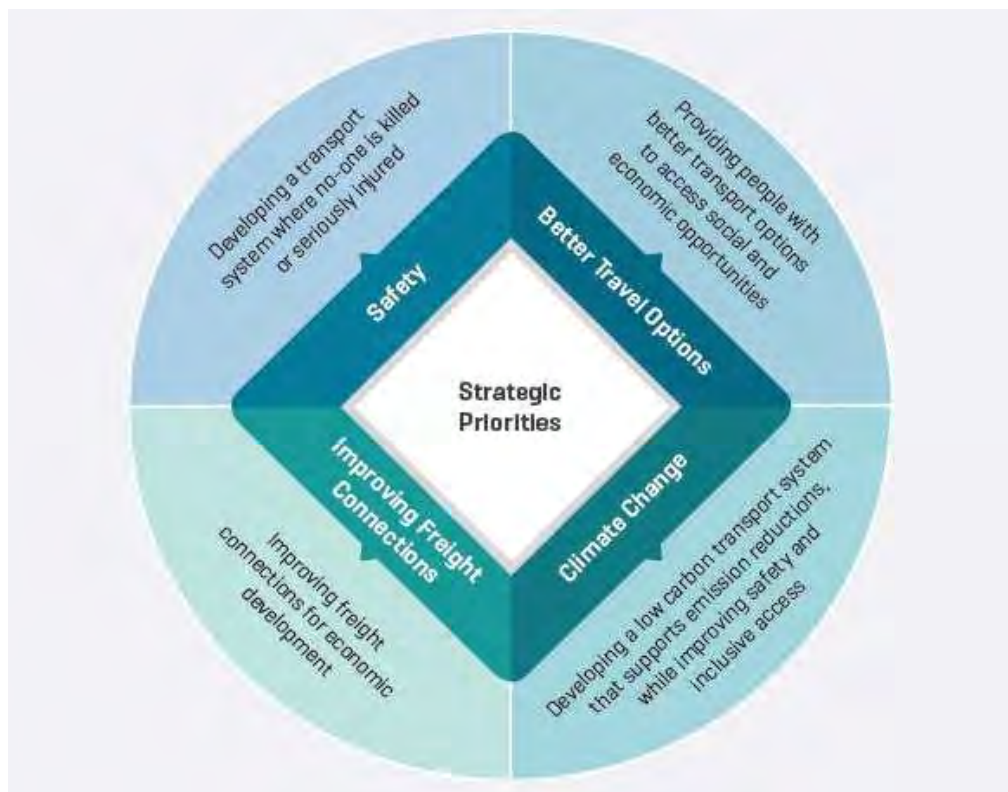 Strategic
Priorities
Safety
Developing a transport
system where no-one is killed
or seriously injured
Better Travel Options
Providing people with
better transport options
to access social and
economic opportunities
Improving Freight
Connections
Improving freight
connections for economic
development
Climate Change
Developing a low carbon transport system
that supports emission reductions,
while improving safety and
inclusive access